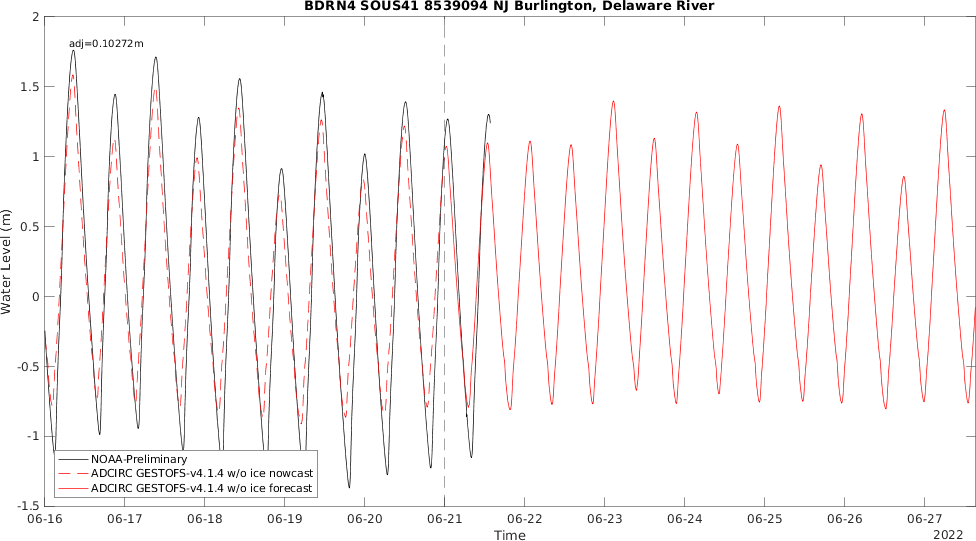 BDRN4 SOUS41 8539094 NJ Burlington, Delaware River
2
adj=0.10272m
1.5
1
0.5
0
-0.5
-1
-1.5
Water Level (m)
NOAA-Preliminary
ADCIRC GESTOFS-v4.1.4 w/o ice nowcast
ADCIRC GESTOFS-v4.1.4 w/o ice forecast
06-16 06-17 06-18 06-19 06-20 06-21 06-22 06-23 06-24 06-25 06-26 06-27
Time
2022